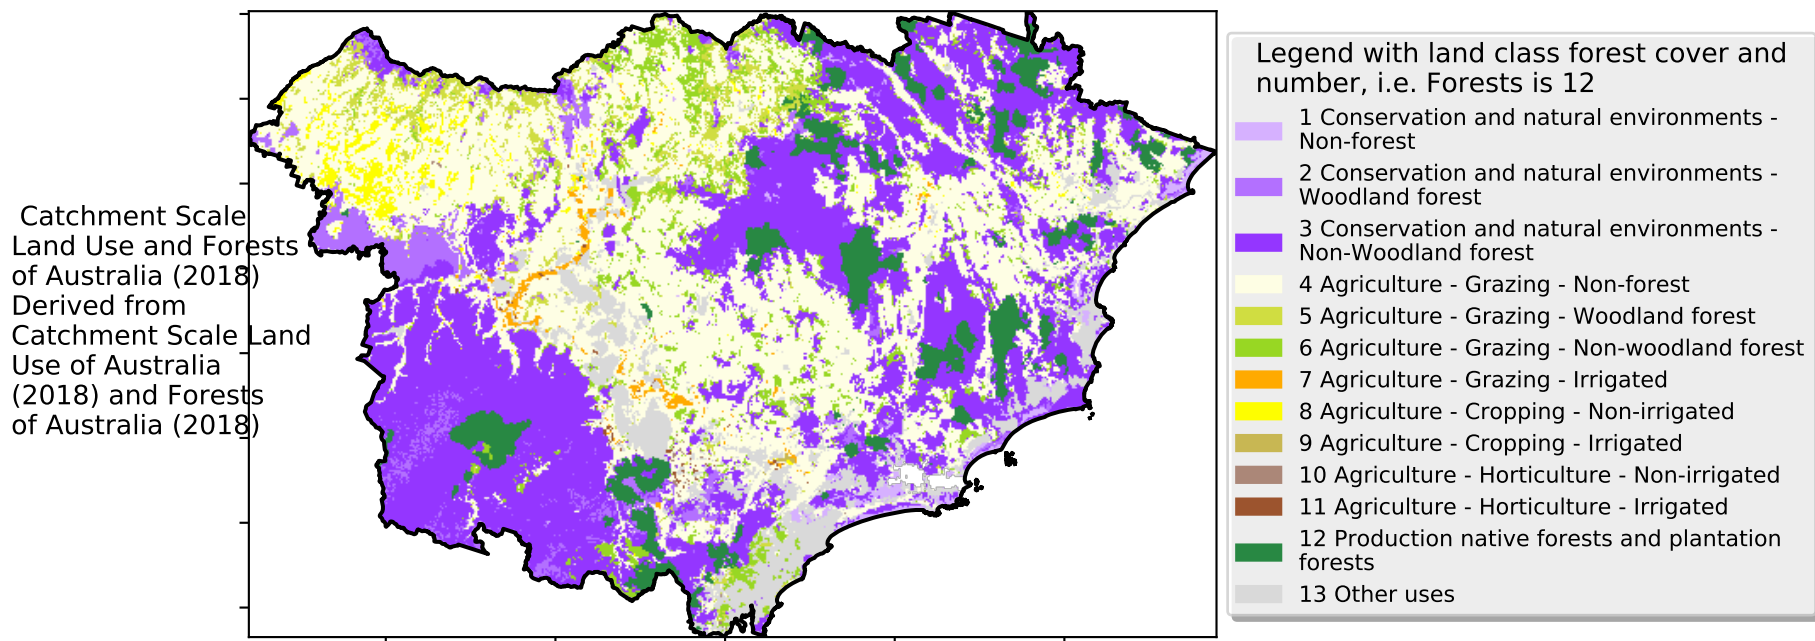 Catchment Scale
Land Use and Forests
of Australia (2018)
Derived from
Catchment Scale Land
Use of Australia
(2018) and Forests
of Australia (2018)
Legend with land class forest cover and
number, i.e. Forests is 12
1 Conservation and natural environments -
Non-forest
2 Conservation and natural environments -
Woodland forest
3 Conservation and natural environments -
Non-Woodland forest
4 Agriculture - Grazing - Non-forest
5 Agriculture - Grazing - Woodland forest
6 Agriculture - Grazing - Non-woodland forest
7 Agriculture - Grazing - Irrigated
8 Agriculture - Cropping - Non-irrigated
9 Agriculture - Cropping - Irrigated
10 Agriculture - Horticulture - Non-irrigated
11 Agriculture - Horticulture - Irrigated
12 Production native forests and plantation
forests
13 Other uses